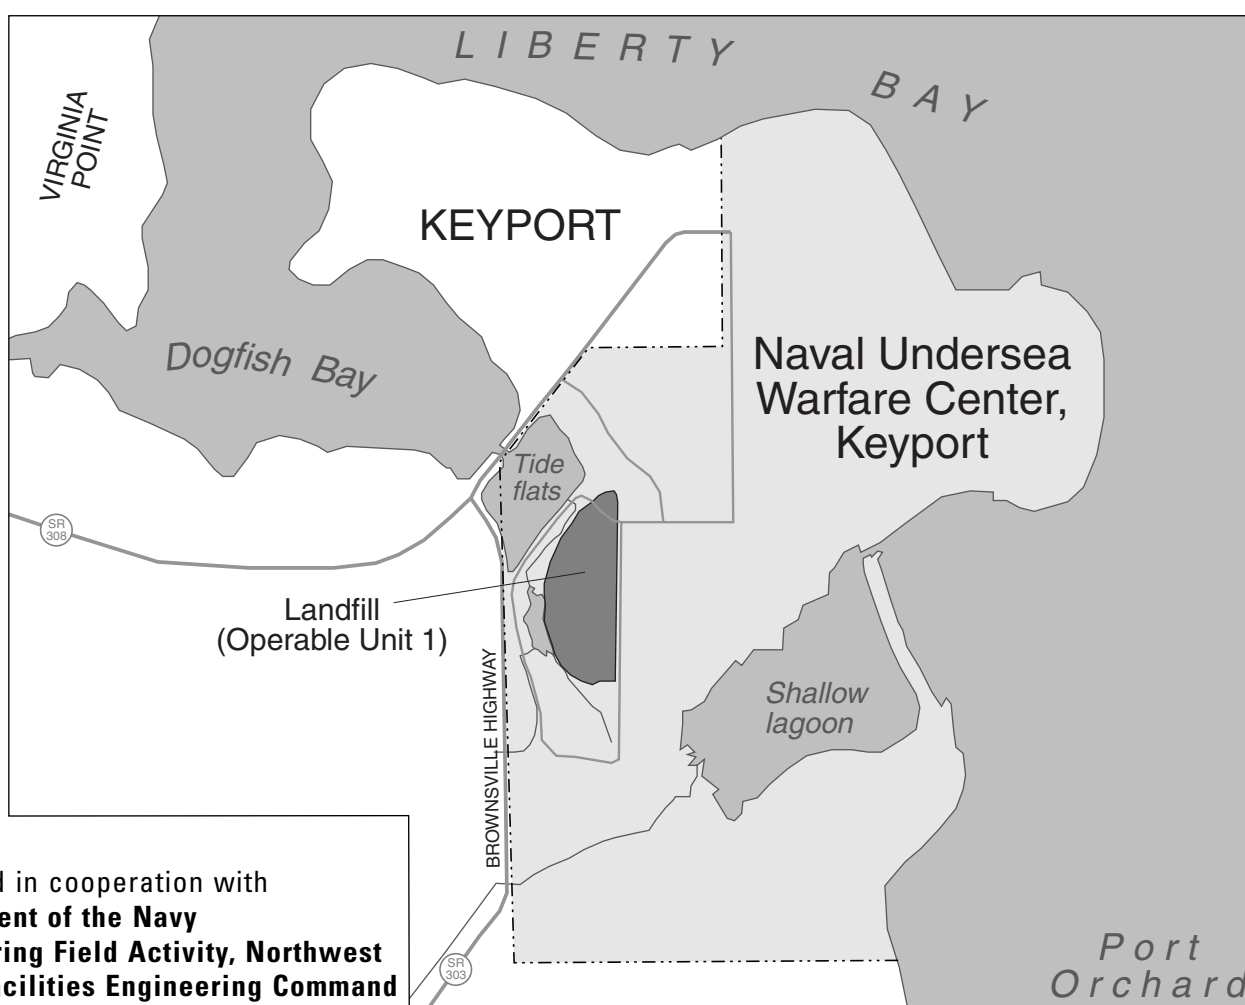 LIBERTY BAY
VIRGINIA
POINT
KEYPORT
Dogfish Bay
Naval Undersea
Warfare Center,
Keyport
Tide
flats
SR
308
Landfill
(Operable Unit 1)
BROWNSVILLE HIGHWAY
Shallow
lagoon
d in cooperation with
ent of the Navy
ring Field Activity, Northwest
acilities Engineering Command
SR
303
Port
Orchard